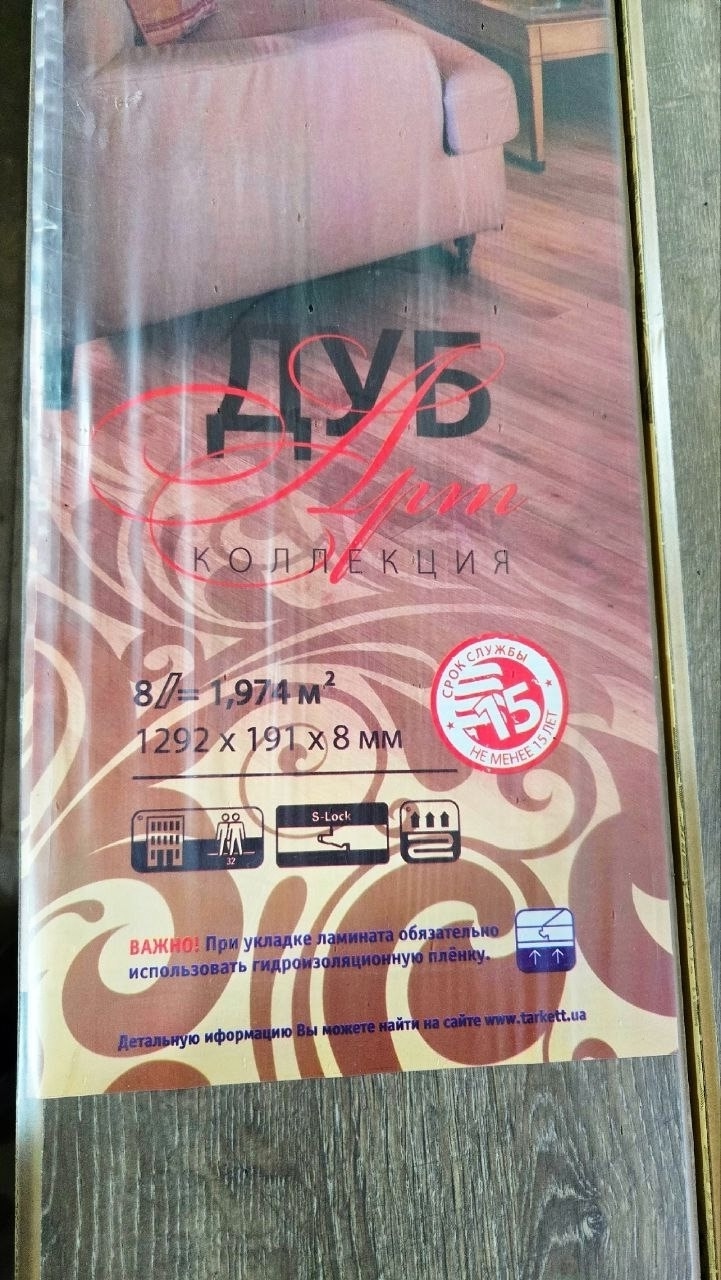 ДУБ
Арт
КОЛЛЕКЦИЯ
СРОК СЛУЖБЫ
15
НЕ МЕНЕЕ 15 ЛЕТ
8 = 1,974 м²
1292 x 191 x 8 мм
S-Lock
32
ВАЖНО! При укладке ламината обязательно
использовать гидроизоляционную плёнку.
Детальную иформацию Вы можете найти на сайте www.tarkett.ua